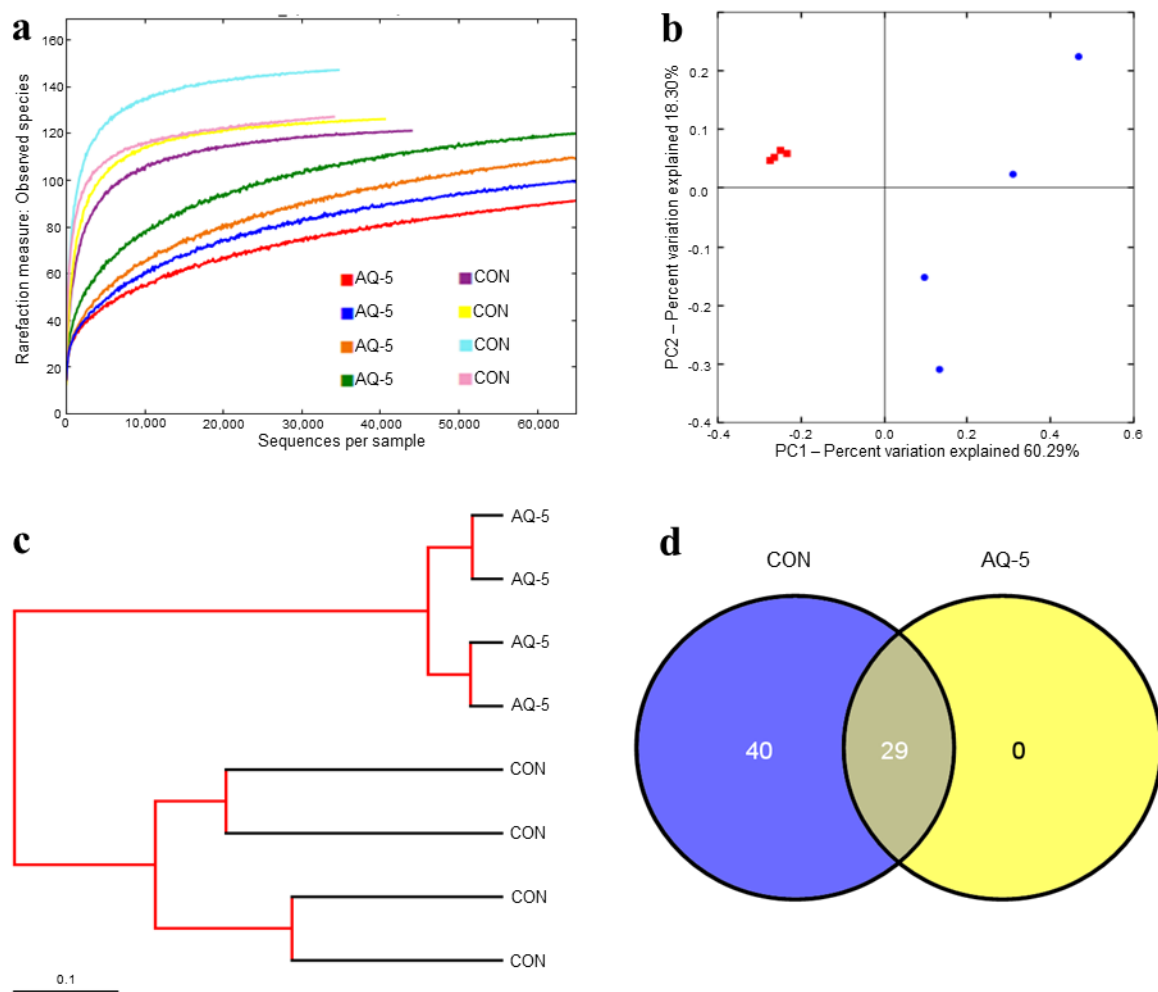 a
160
140
120
100
80
60
40
20
0
Rarefaction measure: Observed species
AQ-5 CON
AQ-5 CON
AQ-5 CON
AQ-5 CON
0 10,000 20,000 30,000 40,000 50,000 60,000
Sequences per sample
b
0.2
0.1
0.0
-0.1
-0.2
-0.3
-0.4
PC2 – Percent variation explained 18.30%
-0.4 -0.2 0.0 0.2 0.4 0.6
PC1 – Percent variation explained 60.29%
c
AQ-5
AQ-5
AQ-5
AQ-5
CON
CON
CON
CON
0.1
d
CON AQ-5
40 29 0